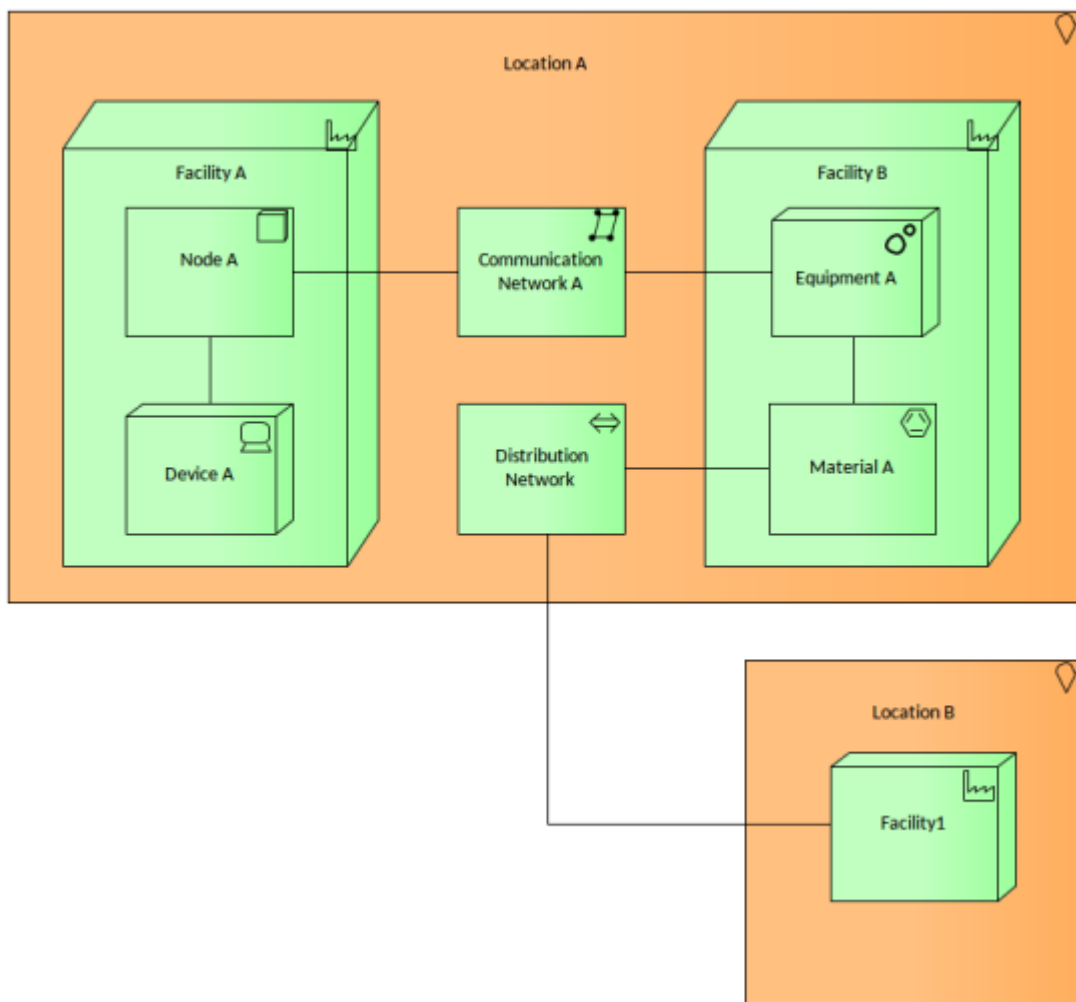 Location A
Facility A
Facility B
Node A
Communication
Network A
Equipment A
Device A
Distribution
Network
Material A
Location B
Facility1